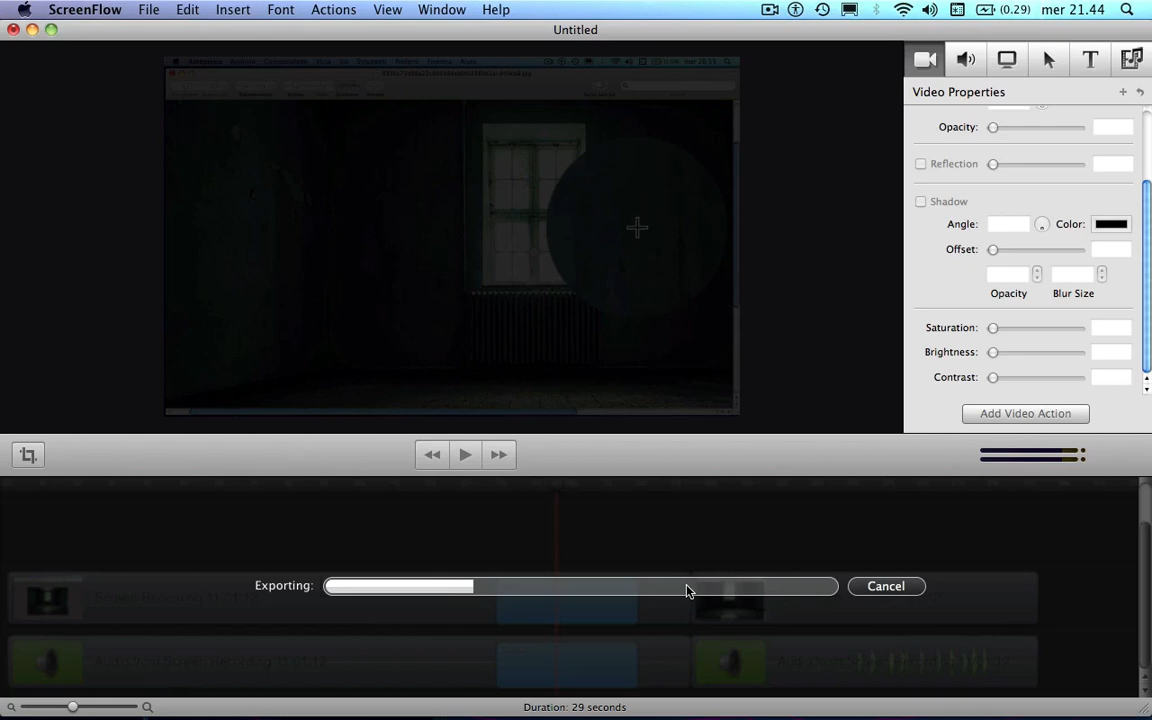 ScreenFlow File Edit Insert Font Actions View Window Help (0.29) mer 21.44
Untitled
Video Properties
Opacity:
Reflection
Shadow
Angle: Color:
Offset:
Opacity Blur Size
Saturation:
Brightness:
Contrast:
Add Video Action
Exporting: Cancel
Duration: 29 seconds